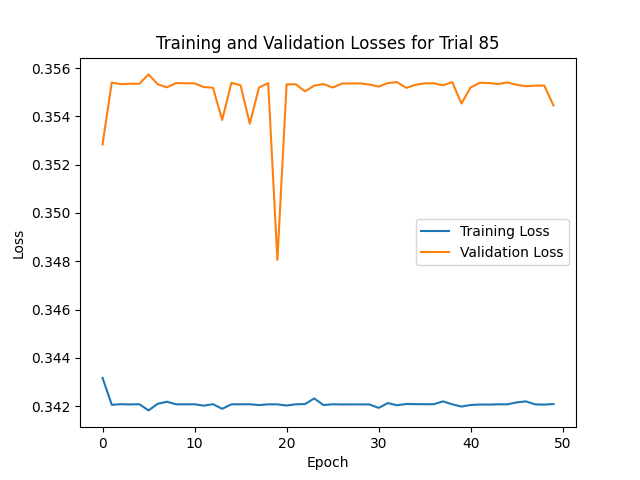 Training and Validation Losses for Trial 85
0.356
0.354
0.352
0.350
0.348
0.346
0.344
0.342
Loss
Training Loss
Validation Loss
0 10 20 30 40 50
Epoch